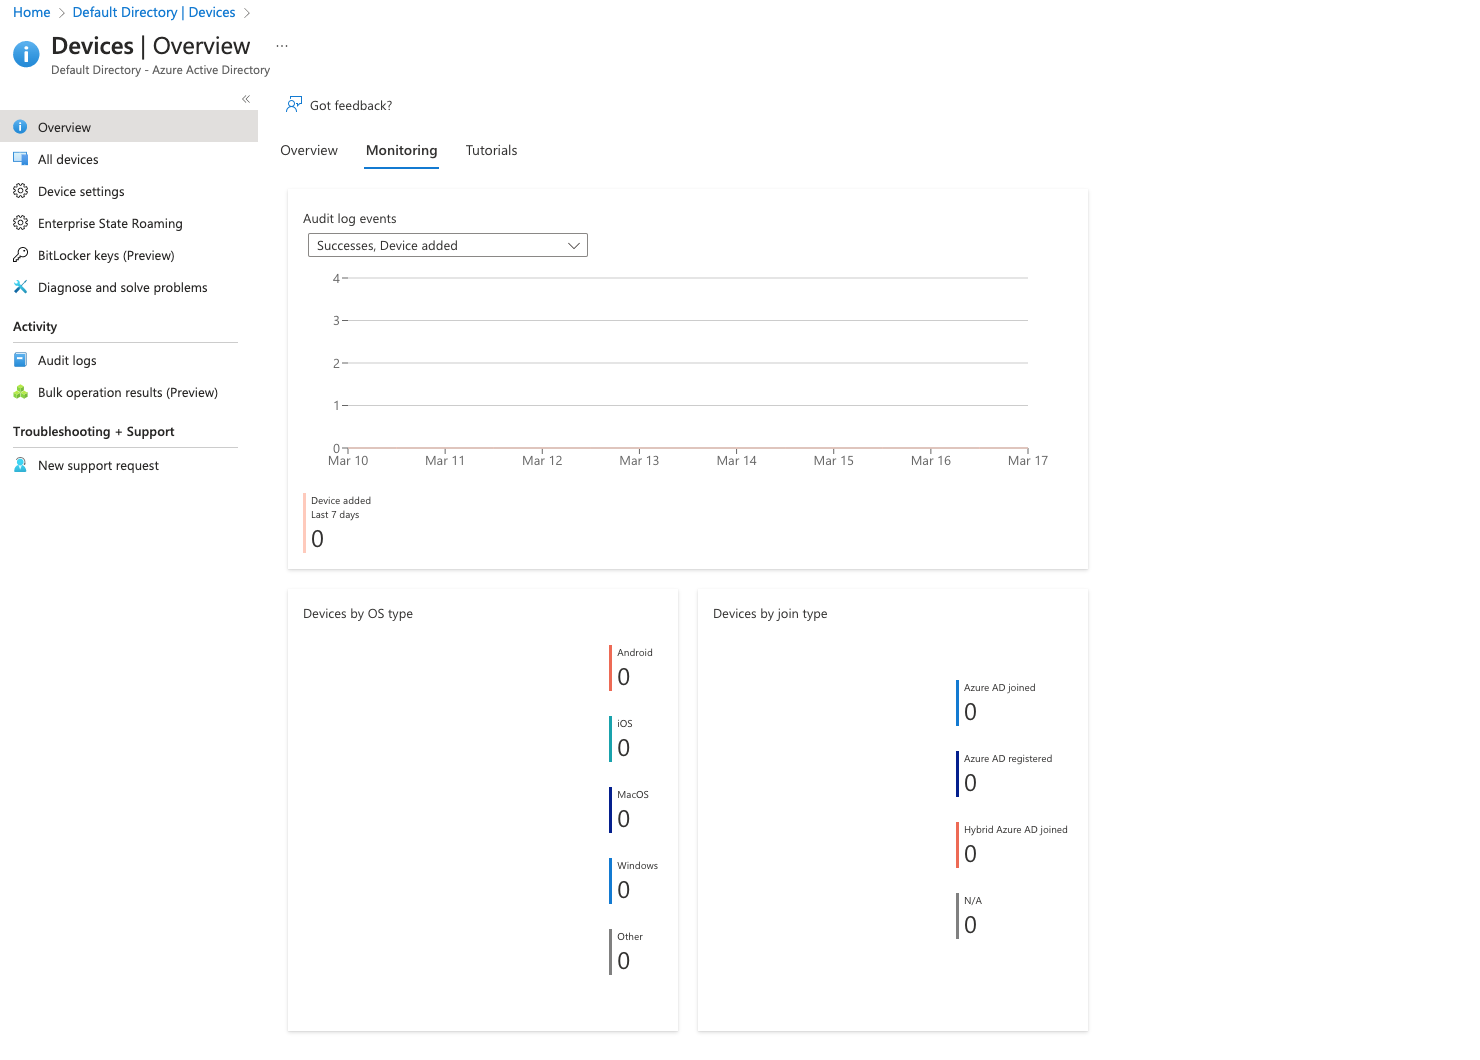 Home > Default Directory | Devices >
Devices | Overview ...
Default Directory - Azure Active Directory
«
Got feedback?
Overview
All devices
Device settings
Enterprise State Roaming
BitLocker keys (Preview)
Diagnose and solve problems
Activity
Audit logs
Bulk operation results (Preview)
Troubleshooting + Support
New support request
Overview Monitoring Tutorials
Audit log events
Successes, Device added
4
3
2
1
0
Mar 10 Mar 11 Mar 12 Mar 13 Mar 14 Mar 15 Mar 16 Mar 17
Device added
Last 7 days
0
Devices by OS type
Android
0
iOS
0
MacOS
0
Windows
0
Other
0
Devices by join type
Azure AD joined
0
Azure AD registered
0
Hybrid Azure AD joined
0
N/A
0